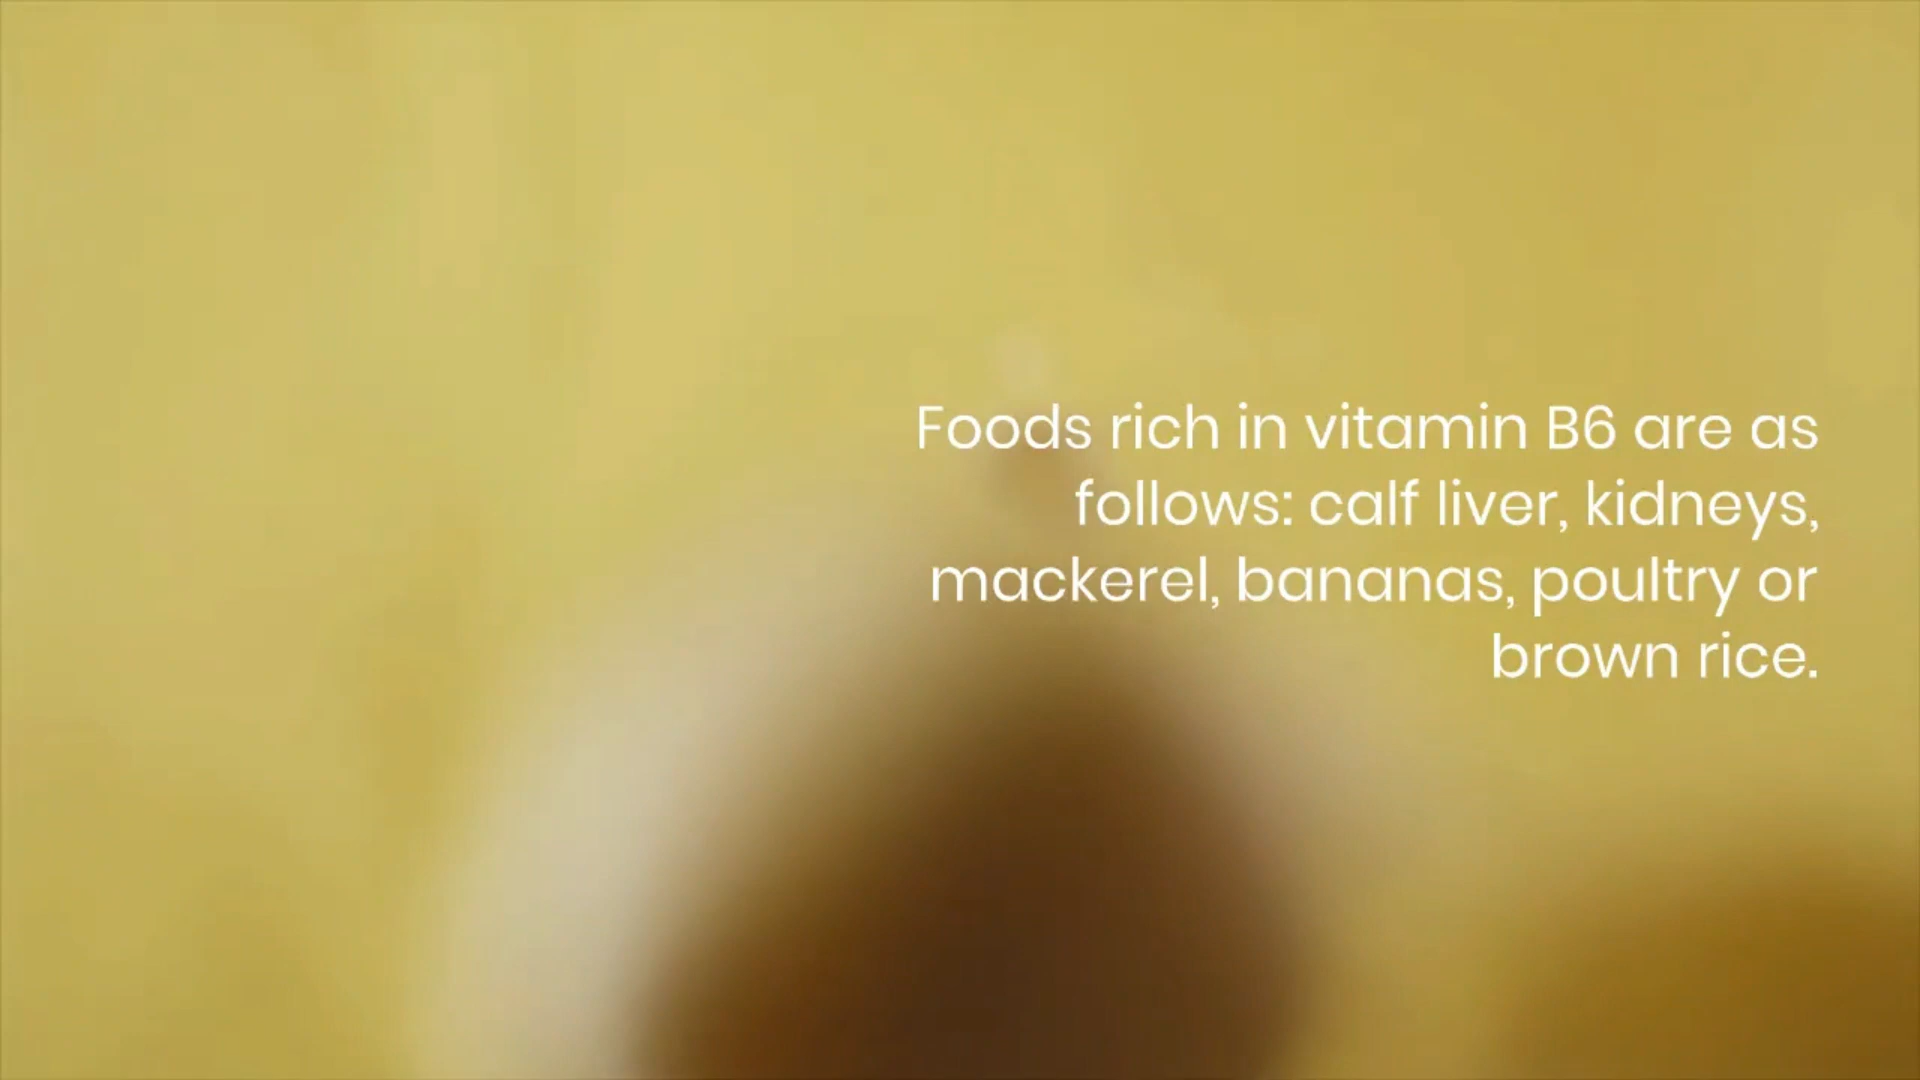 Foods rich in vitamin B6 are as
follows: calf liver, kidneys,
mackerel, bananas, poultry or
brown rice.